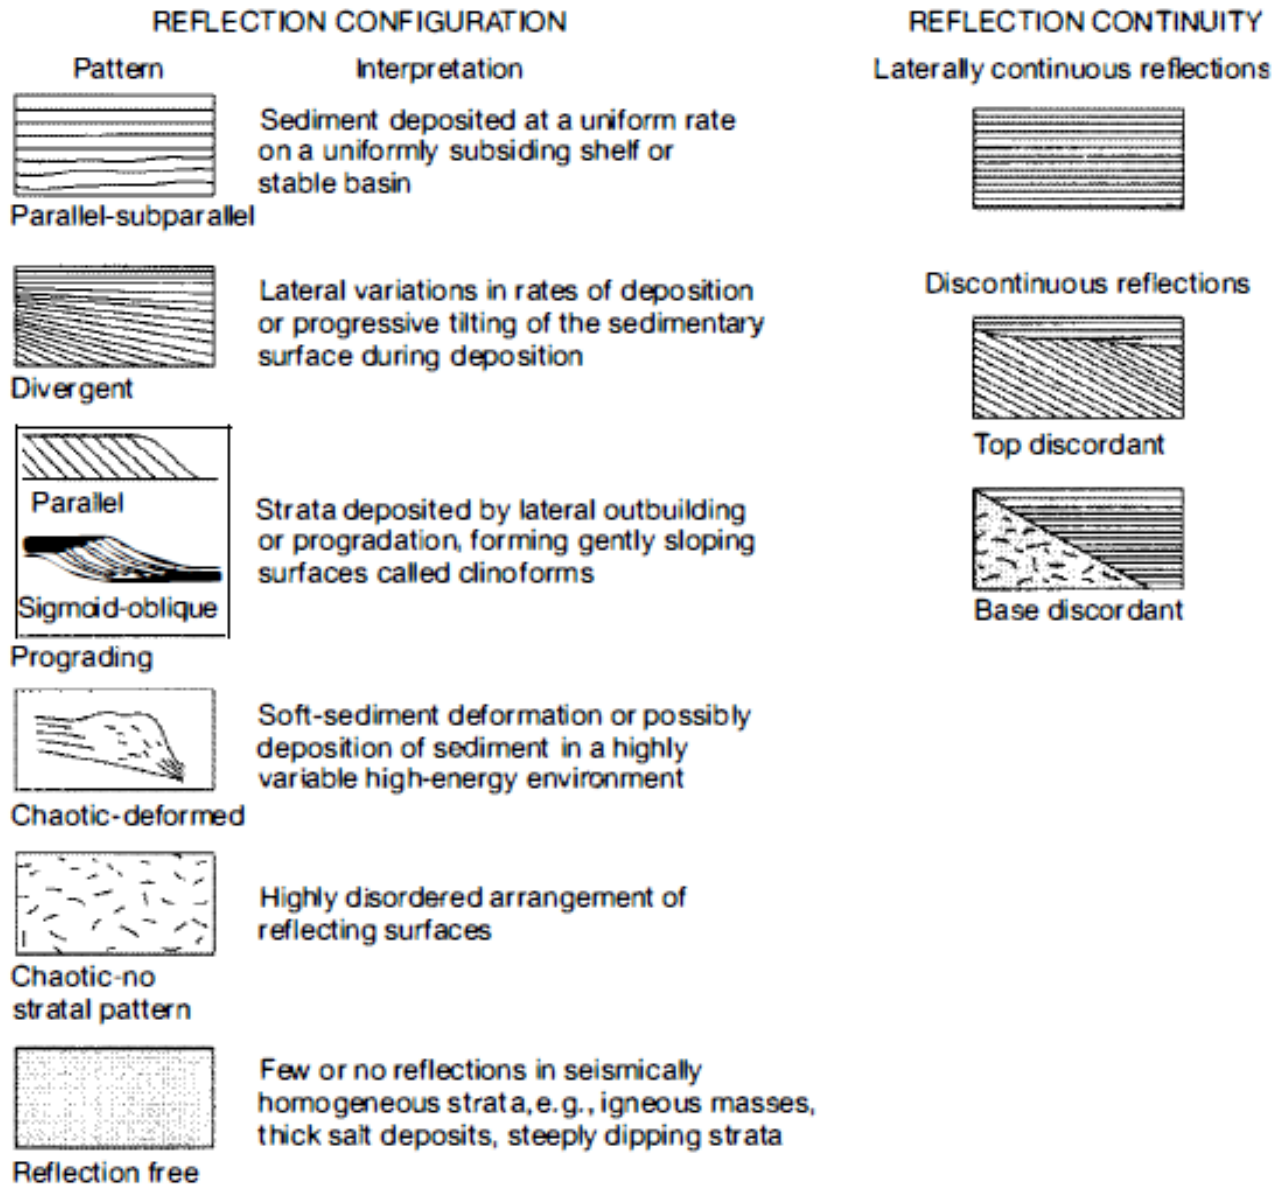 REFLECTION CONFIGURATION
Pattern
Interpretation
Sediment deposited at a uniform rate
on a uniformly subsiding shelf or
stable basin
Parallel-subparallel
Lateral variations in rates of deposition
or progressive tilting of the sedimentary
surface during deposition
Divergent
Parallel
Sigmoid-oblique
Strata deposited by lateral outbuilding
or progradation, forming gently sloping
surfaces called clinoforms
Prograding
Soft-sediment deformation or possibly
deposition of sediment in a highly
variable high-energy environment
Chaotic-deformed
Highly disordered arrangement of
reflecting surfaces
Chaotic-no
stratal pattern
Few or no reflections in seismically
homogeneous strata, e.g., igneous masses,
thick salt deposits, steeply dipping strata
Reflection free
REFLECTION CONTINUITY
Laterally continuous reflections
Discontinuous reflections
Top discordant
Base discordant